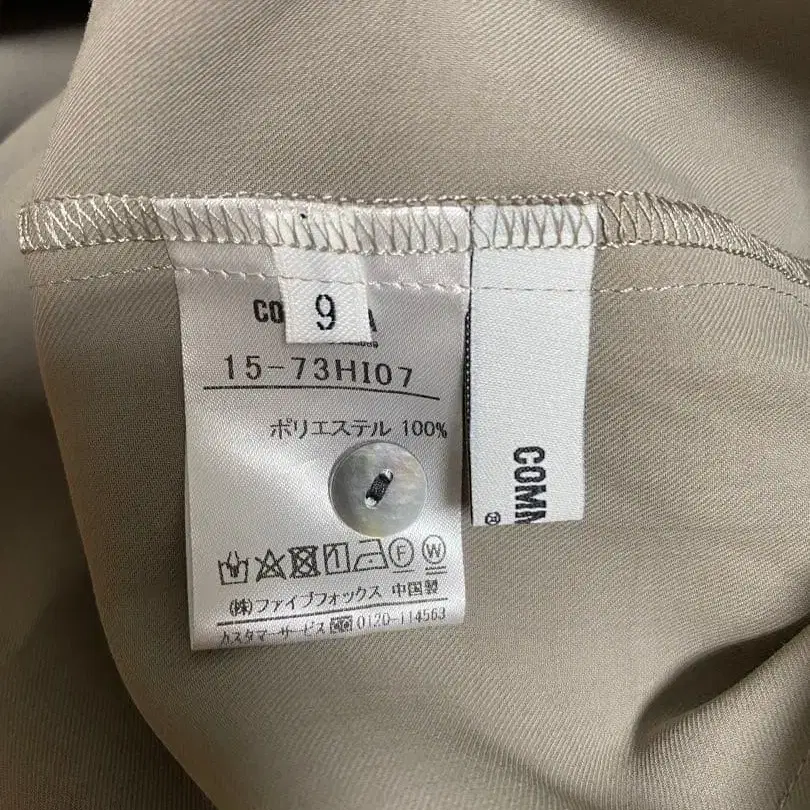 9
15-73HI07
ポリエステル 100%
(株)ファイブフォックス 中国製
カスタマーサービス 0120-114563
COMM
®